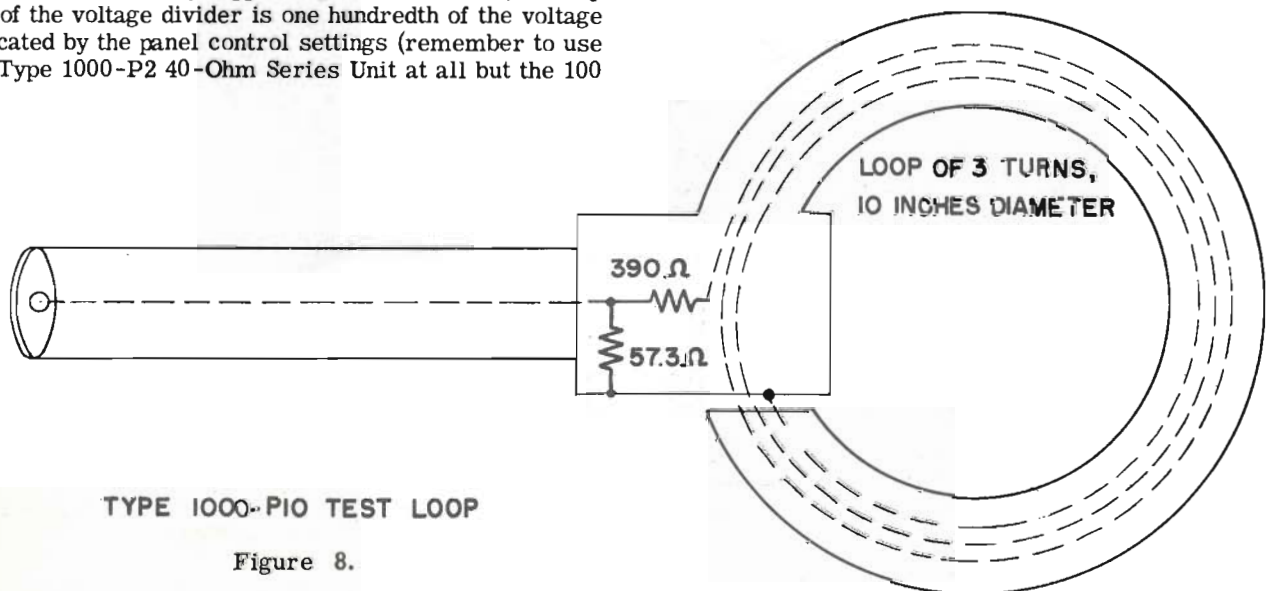 of the voltage divider is one hundredth of the voltage
cated by the panel control settings (remember to use
Type 1000-P2 40-Ohm Series Unit at all but the 100
LOOP OF 3 TURNS,
10 INCHES DIAMETER
390 Ω
57.3 Ω
TYPE 1000-P10 TEST LOOP
Figure 8.